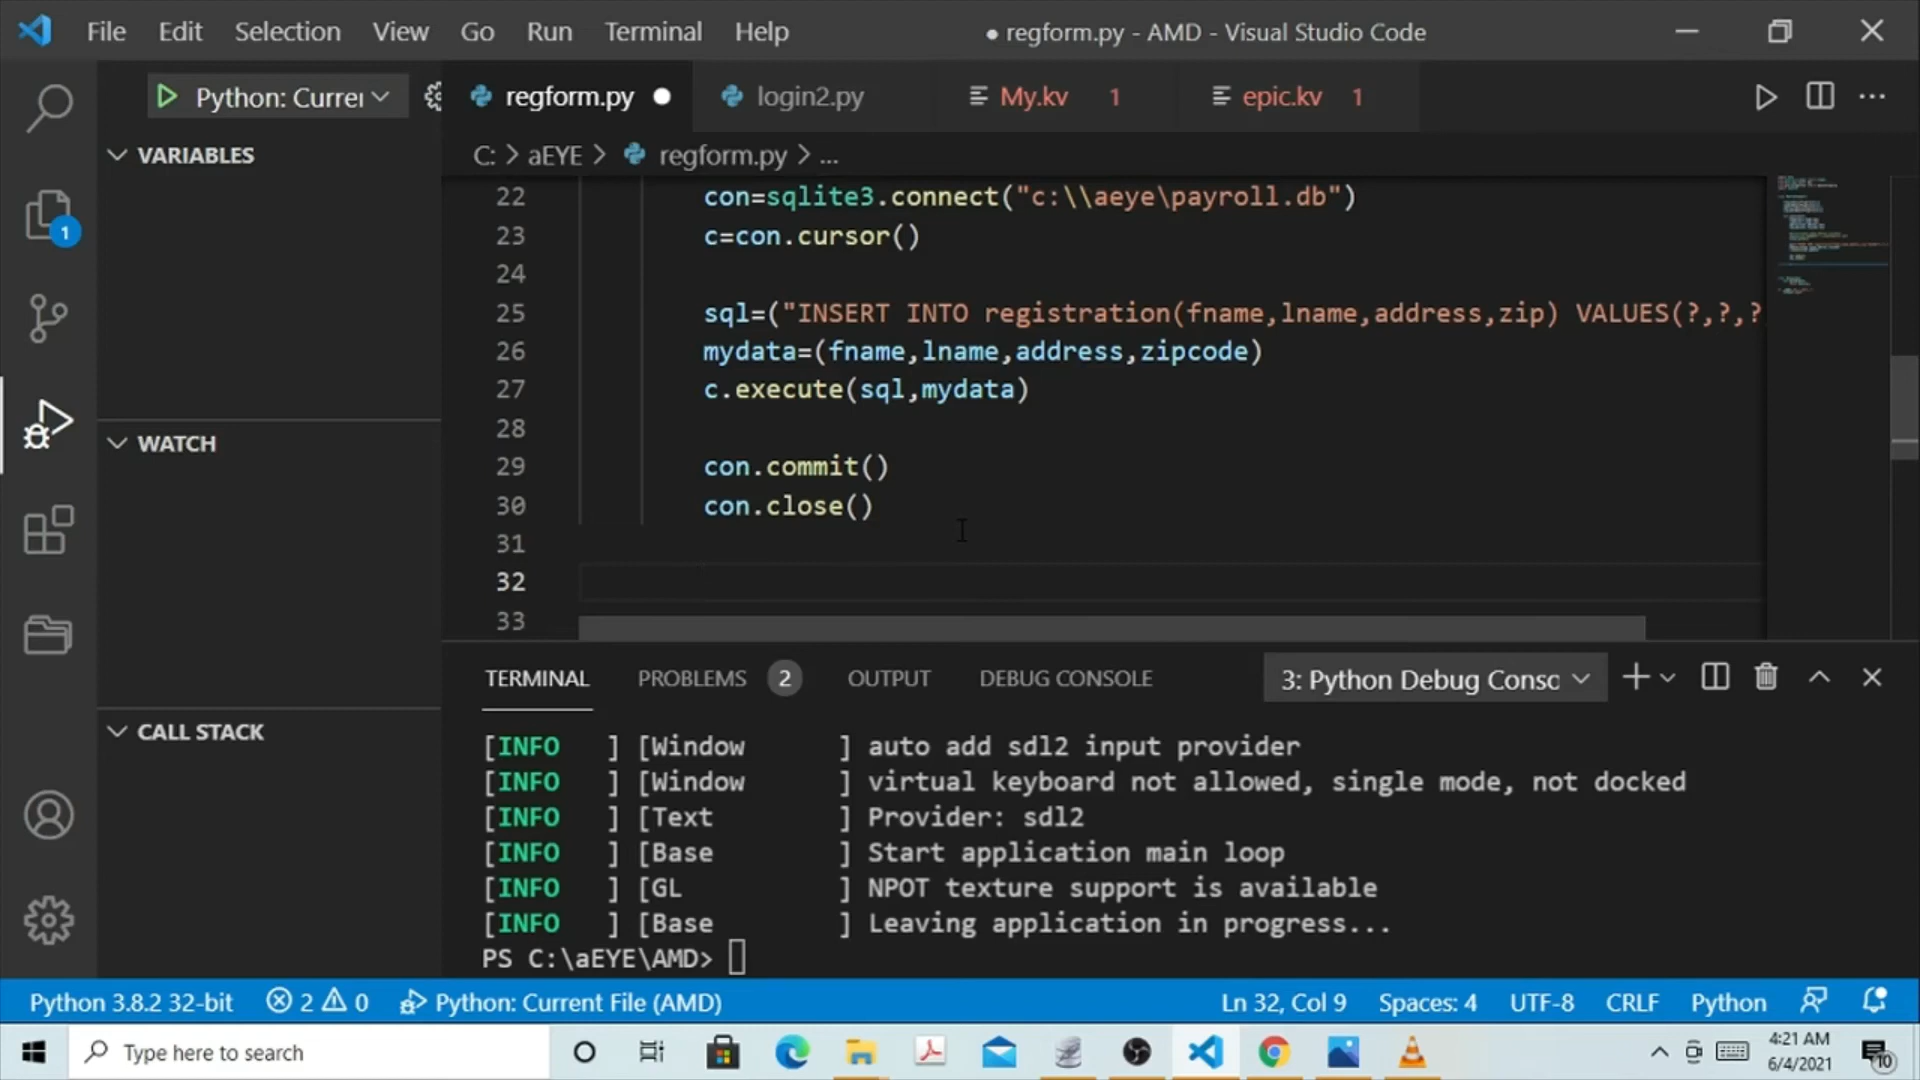 File Edit Selection View Go Run Terminal Help ● regform.py - AMD - Visual Studio Code
Python: Currei
regform.py login2.py My.kv 1 epic.kv 1
VARIABLES
C: > aEYE > regform.py > ...
22 con=sqlite3.connect("c:\\aeye\payroll.db")
23 c=con.cursor()
24
25 sql=("INSERT INTO registration(fname,lname,address,zip) VALUES(?,?,?
26 mydata=(fname,lname,address,zipcode)
27 c.execute(sql,mydata)
28
29 con.commit()
30 con.close()
31
32
33
1
WATCH
CALL STACK
TERMINAL PROBLEMS 2 OUTPUT DEBUG CONSOLE 3: Python Debug Consc
[INFO ] [Window ] auto add sdl2 input provider
[INFO ] [Window ] virtual keyboard not allowed, single mode, not docked
[INFO ] [Text ] Provider: sdl2
[INFO ] [Base ] Start application main loop
[INFO ] [GL ] NPOT texture support is available
[INFO ] [Base ] Leaving application in progress...
PS C:\aEYE\AMD>
Python 3.8.2 32-bit 2 0 Python: Current File (AMD) Ln 32, Col 9 Spaces: 4 UTF-8 CRLF Python
Type here to search
4:21 AM
6/4/2021
10